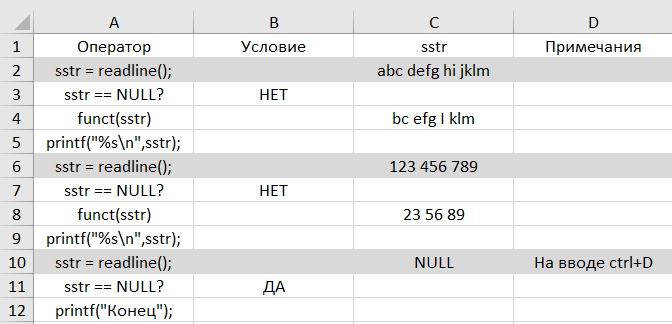 A B C D
1 Оператор Условие sstr Примечания
2 sstr = readline(); abc defg hi jklm
3 sstr == NULL? НЕТ
4 funct(sstr) bc efg I klm
5 printf("%s\n",sstr);
6 sstr = readline(); 123 456 789
7 sstr == NULL? НЕТ
8 funct(sstr) 23 56 89
9 printf("%s\n",sstr);
10 sstr = readline(); NULL На вводе ctrl+D
11 sstr == NULL? ДА
12 printf("Конец");